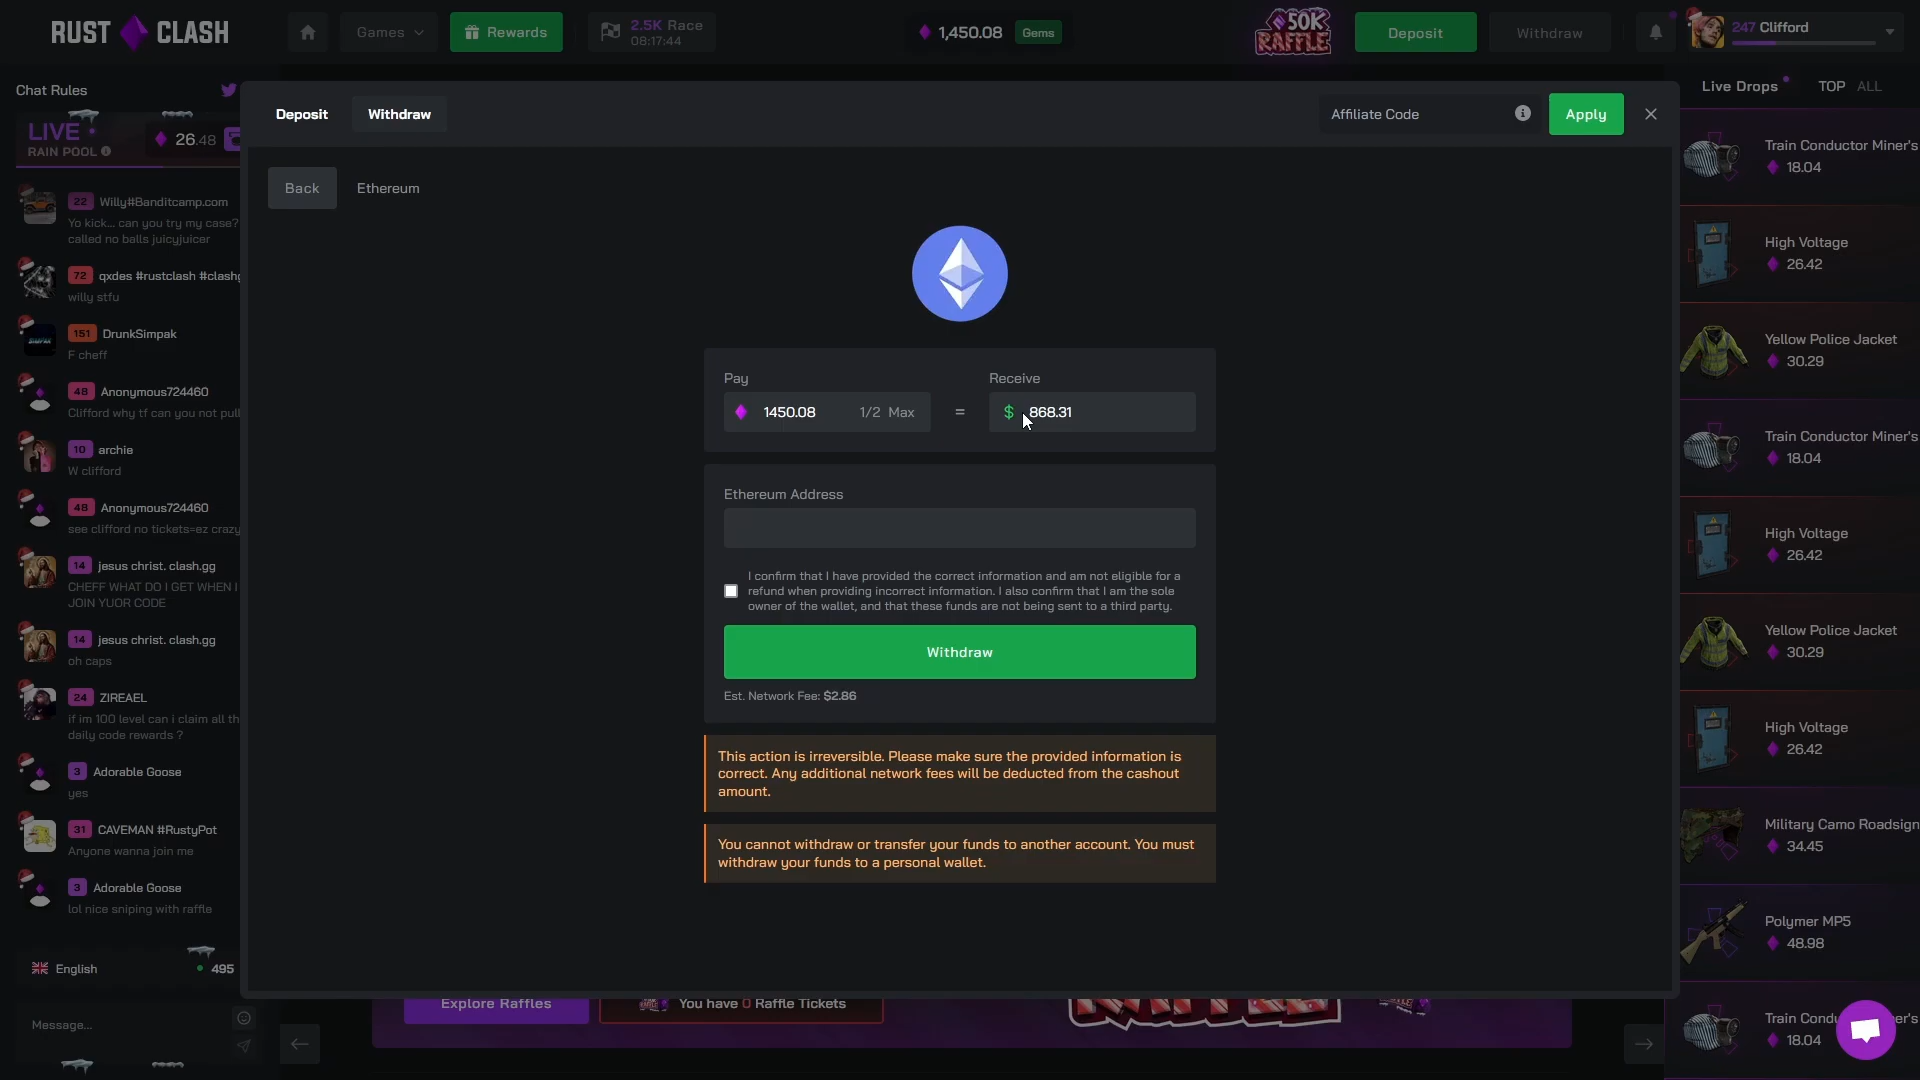 RUST CLASH
Games
Rewards
2.5K Race
08:17:44
1,450.08 Gems
50K
RAFFLE
Deposit
Withdraw
247 Clifford
Chat Rules
LIVE
RAIN POOL
26.48
22 Willy#Banditcamp.com
Yo kick... can you try my case?
called no balls juicyjuicer
72 qxdes #rustclash #clashg
willy stfu
151 DrunkSimpak
F cheff
48 Anonymous724460
Clifford why tf can you not pull
10 archie
W clifford
48 Anonymous724460
see clifford no tickets=ez crazy
14 jesus christ. clash.gg
CHEFF WHAT DO I GET WHEN I
JOIN YUOR CODE
14 jesus christ. clash.gg
oh caps
24 ZIREAEL
if im 100 level can i claim all th
daily code rewards ?
3 Adorable Goose
yes
31 CAVEMAN #RustyPot
Anyone wanna join me
3 Adorable Goose
lol nice sniping with raffle
English
495
Message...
Deposit
Withdraw
Affiliate Code
Apply
Back
Ethereum
Pay
Receive
1450.08
1/2 Max
=
$ 868.31
Ethereum Address
I confirm that I have provided the correct information and am not eligible for a
refund when providing incorrect information. I also confirm that I am the sole
owner of the wallet, and that these funds are not being sent to a third party.
Withdraw
Est. Network Fee: $2.86
This action is irreversible. Please make sure the provided information is
correct. Any additional network fees will be deducted from the cashout
amount.
You cannot withdraw or transfer your funds to another account. You must
withdraw your funds to a personal wallet.
Explore Raffles
You have 0 Raffle Tickets
Live Drops
TOP
ALL
Train Conductor Miner's
18.04
High Voltage
26.42
Yellow Police Jacket
30.29
Train Conductor Miner's
18.04
High Voltage
26.42
Yellow Police Jacket
30.29
High Voltage
26.42
Military Camo Roadsign
34.45
Polymer MP5
48.98
Train Condu er's
18.04